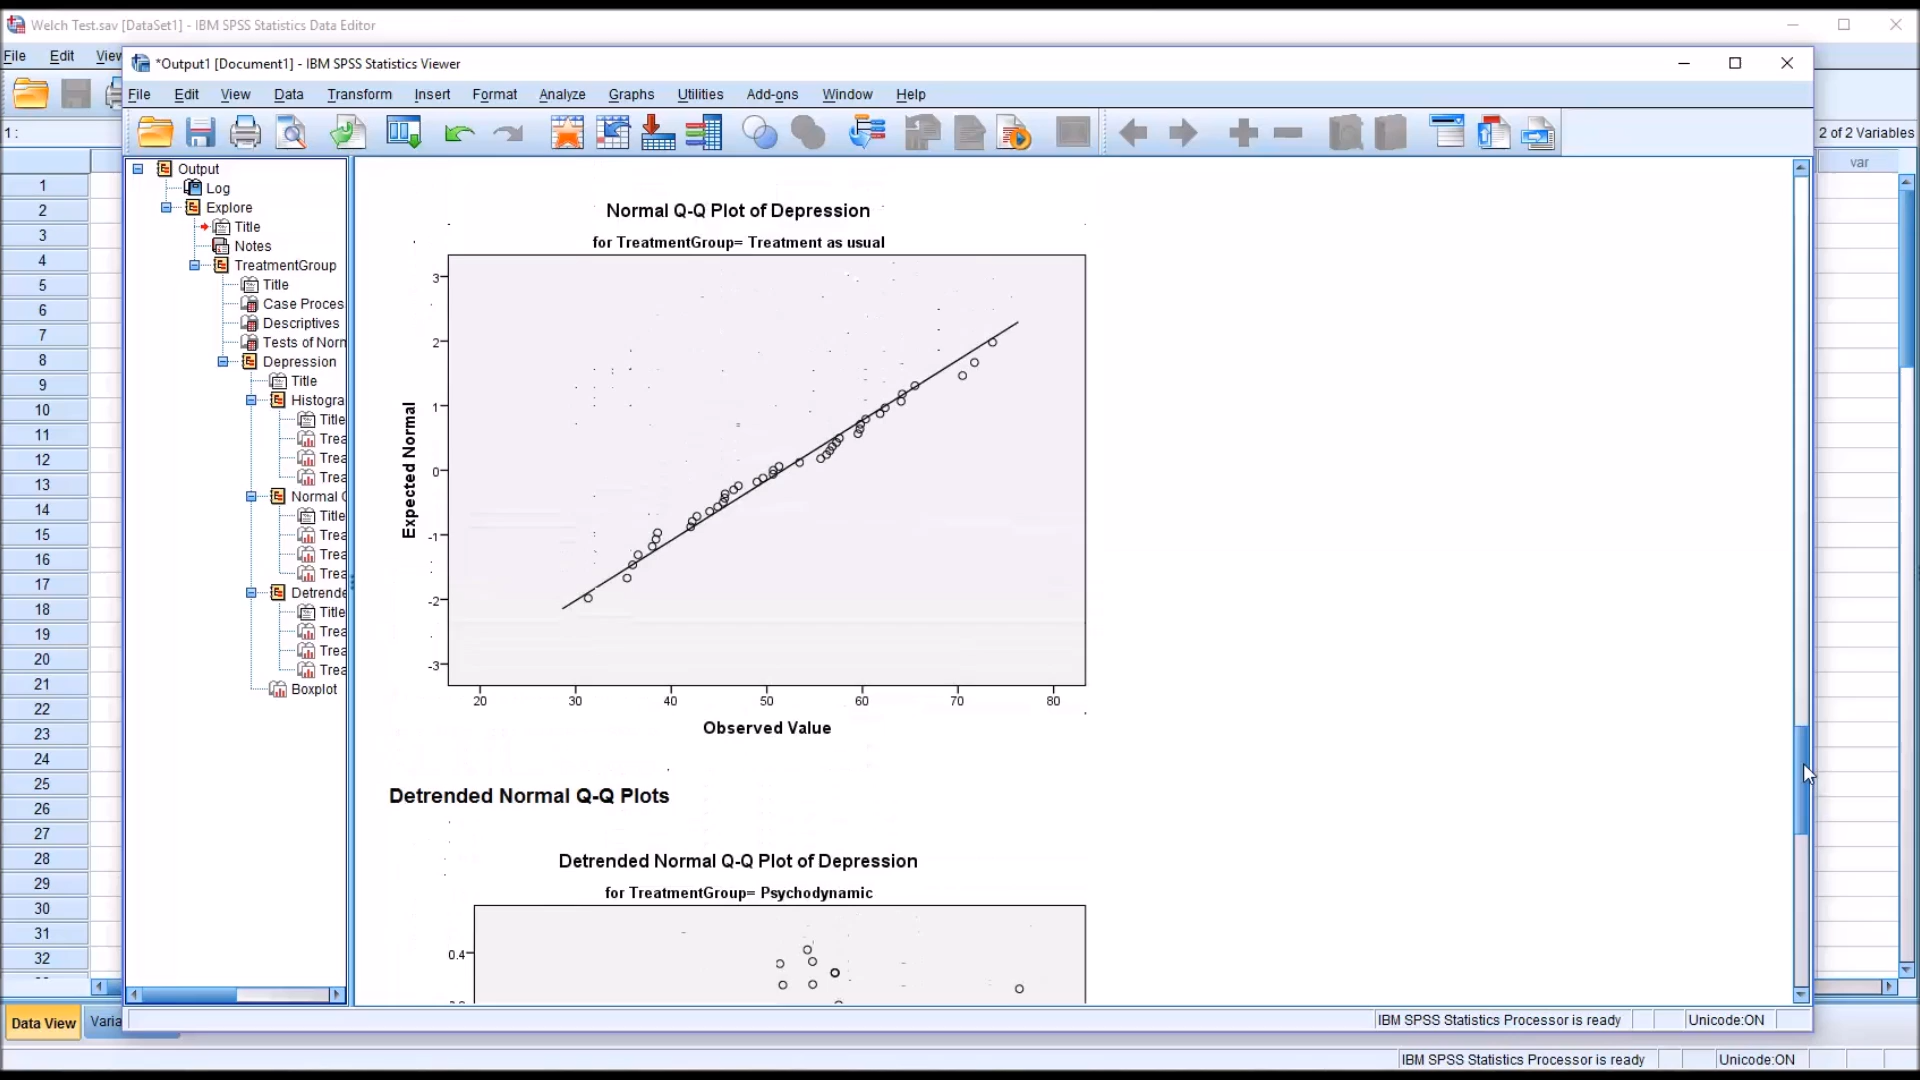 Welch Test.sav [DataSet1] - IBM SPSS Statistics Data Editor
File Edit View
*Output1 [Document1] - IBM SPSS Statistics Viewer
File Edit View Data Transform Insert Format Analyze Graphs Utilities Add-ons Window Help
1 :
2 of 2 Variables
var
1
2
3
4
5
6
7
8
9
10
11
12
13
14
15
16
17
18
19
20
21
22
23
24
25
26
27
28
29
30
31
32
Output
Log
Explore
Title
Notes
TreatmentGroup
Title
Case Proces
Descriptives
Tests of Norm
Depression
Title
Histogra
Title
Trea
Trea
Trea
Normal
Title
Trea
Trea
Trea
Detrende
Title
Trea
Trea
Trea
Boxplot
Normal Q-Q Plot of Depression
for TreatmentGroup= Treatment as usual
Expected Normal
3
2
1
0
-1
-2
-3
20 30 40 50 60 70 80
Observed Value
Detrended Normal Q-Q Plots
Detrended Normal Q-Q Plot of Depression
for TreatmentGroup= Psychodynamic
0.4
Data View Varia
IBM SPSS Statistics Processor is ready Unicode:ON
IBM SPSS Statistics Processor is ready Unicode:ON